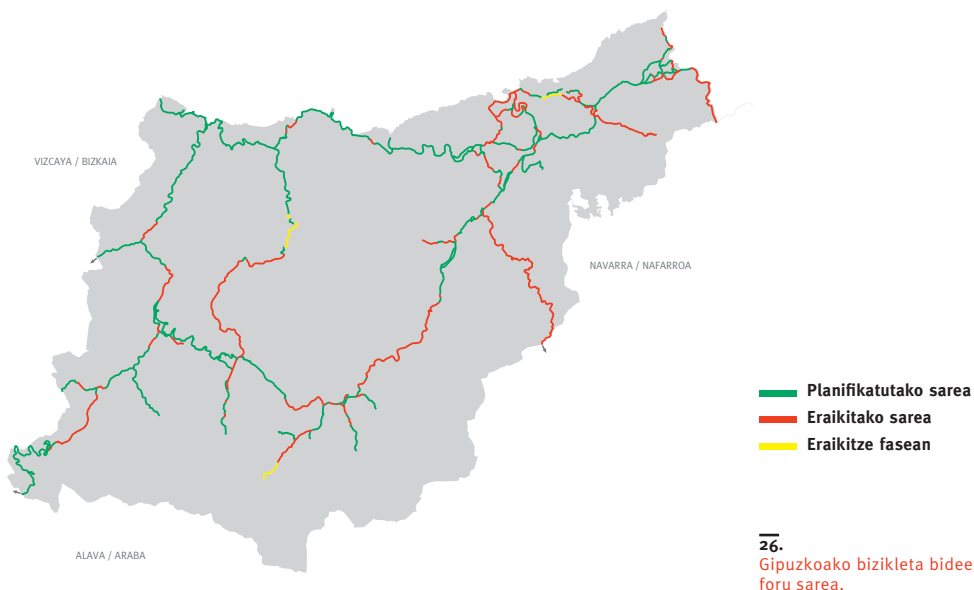 VIZCAYA / BIZKAIA
NAVARRA / NAFARROA
ALAVA / ARABA
Planifikatutako sarea
Eraikitako sarea
Eraikitze fasean
26.
Gipuzkoako bizikleta bidee
foru sarea.